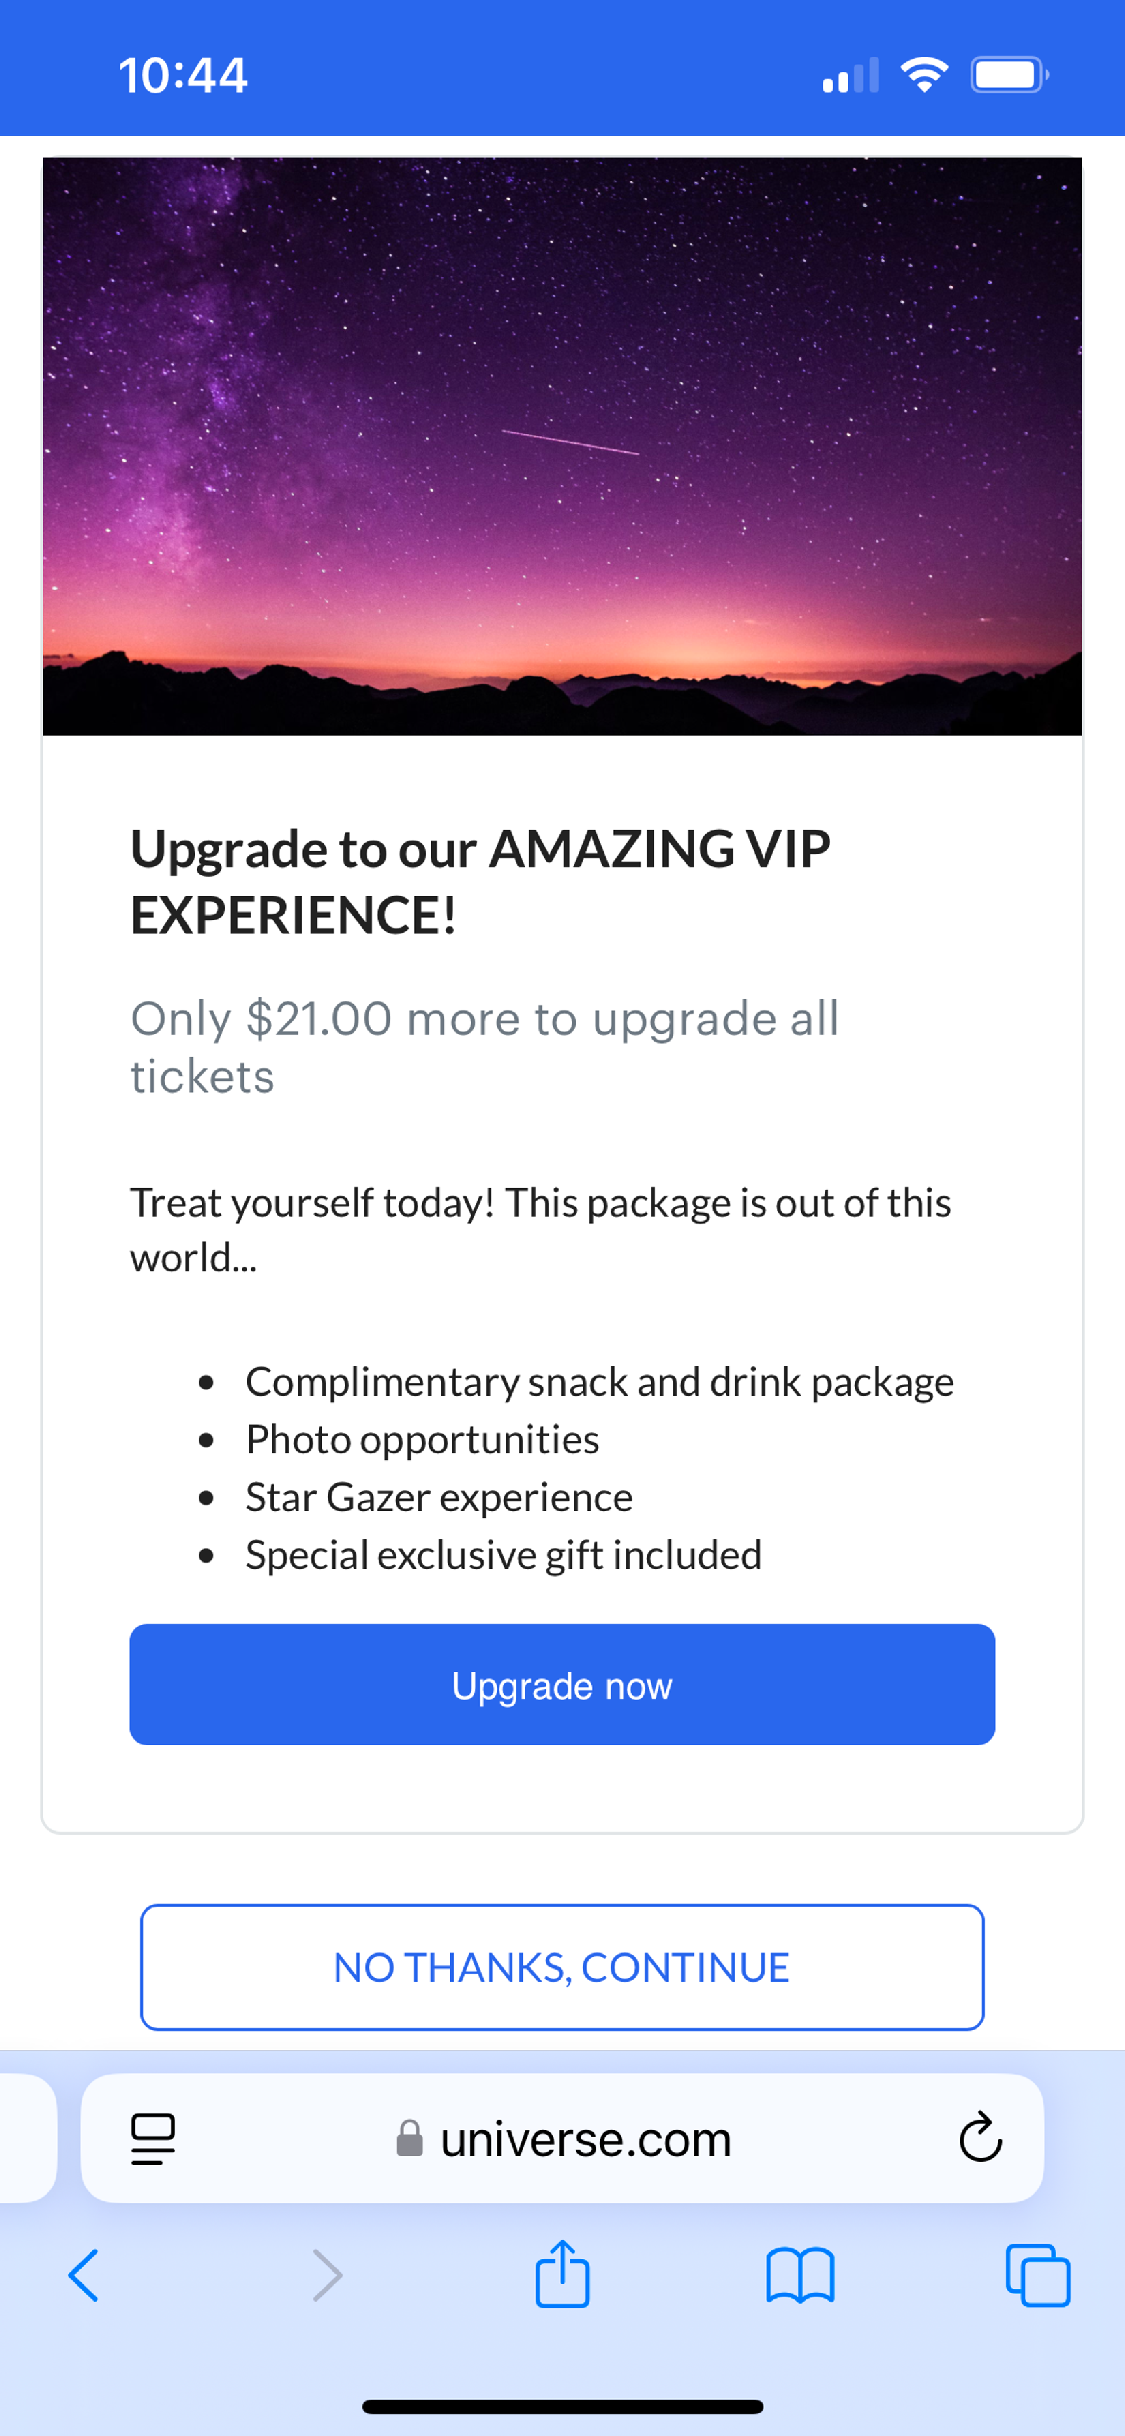 10:44
Upgrade to our AMAZING VIP
EXPERIENCE!
Only $21.00 more to upgrade all
tickets
Treat yourself today! This package is out of this
world...
• Complimentary snack and drink package
• Photo opportunities
• Star Gazer experience
• Special exclusive gift included
Upgrade now
NO THANKS, CONTINUE
universe.com